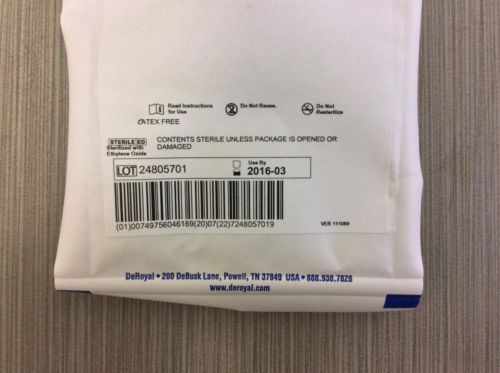 Read Instructions
for Use
Do Not Reuse.
Do Not
Resterilize
LATEX FREE
STERILE EO
Sterilized with
Ethylene Oxide
CONTENTS STERILE UNLESS PACKAGE IS OPENED OR
DAMAGED
LOT 24805701
Use By
2016-03
(01)00749756046169(20)07(22)7248057019
VER 111089
DeRoyal • 200 DeBusk Lane, Powell, TN 37849 USA • 888.938.7828
www.deroyal.com